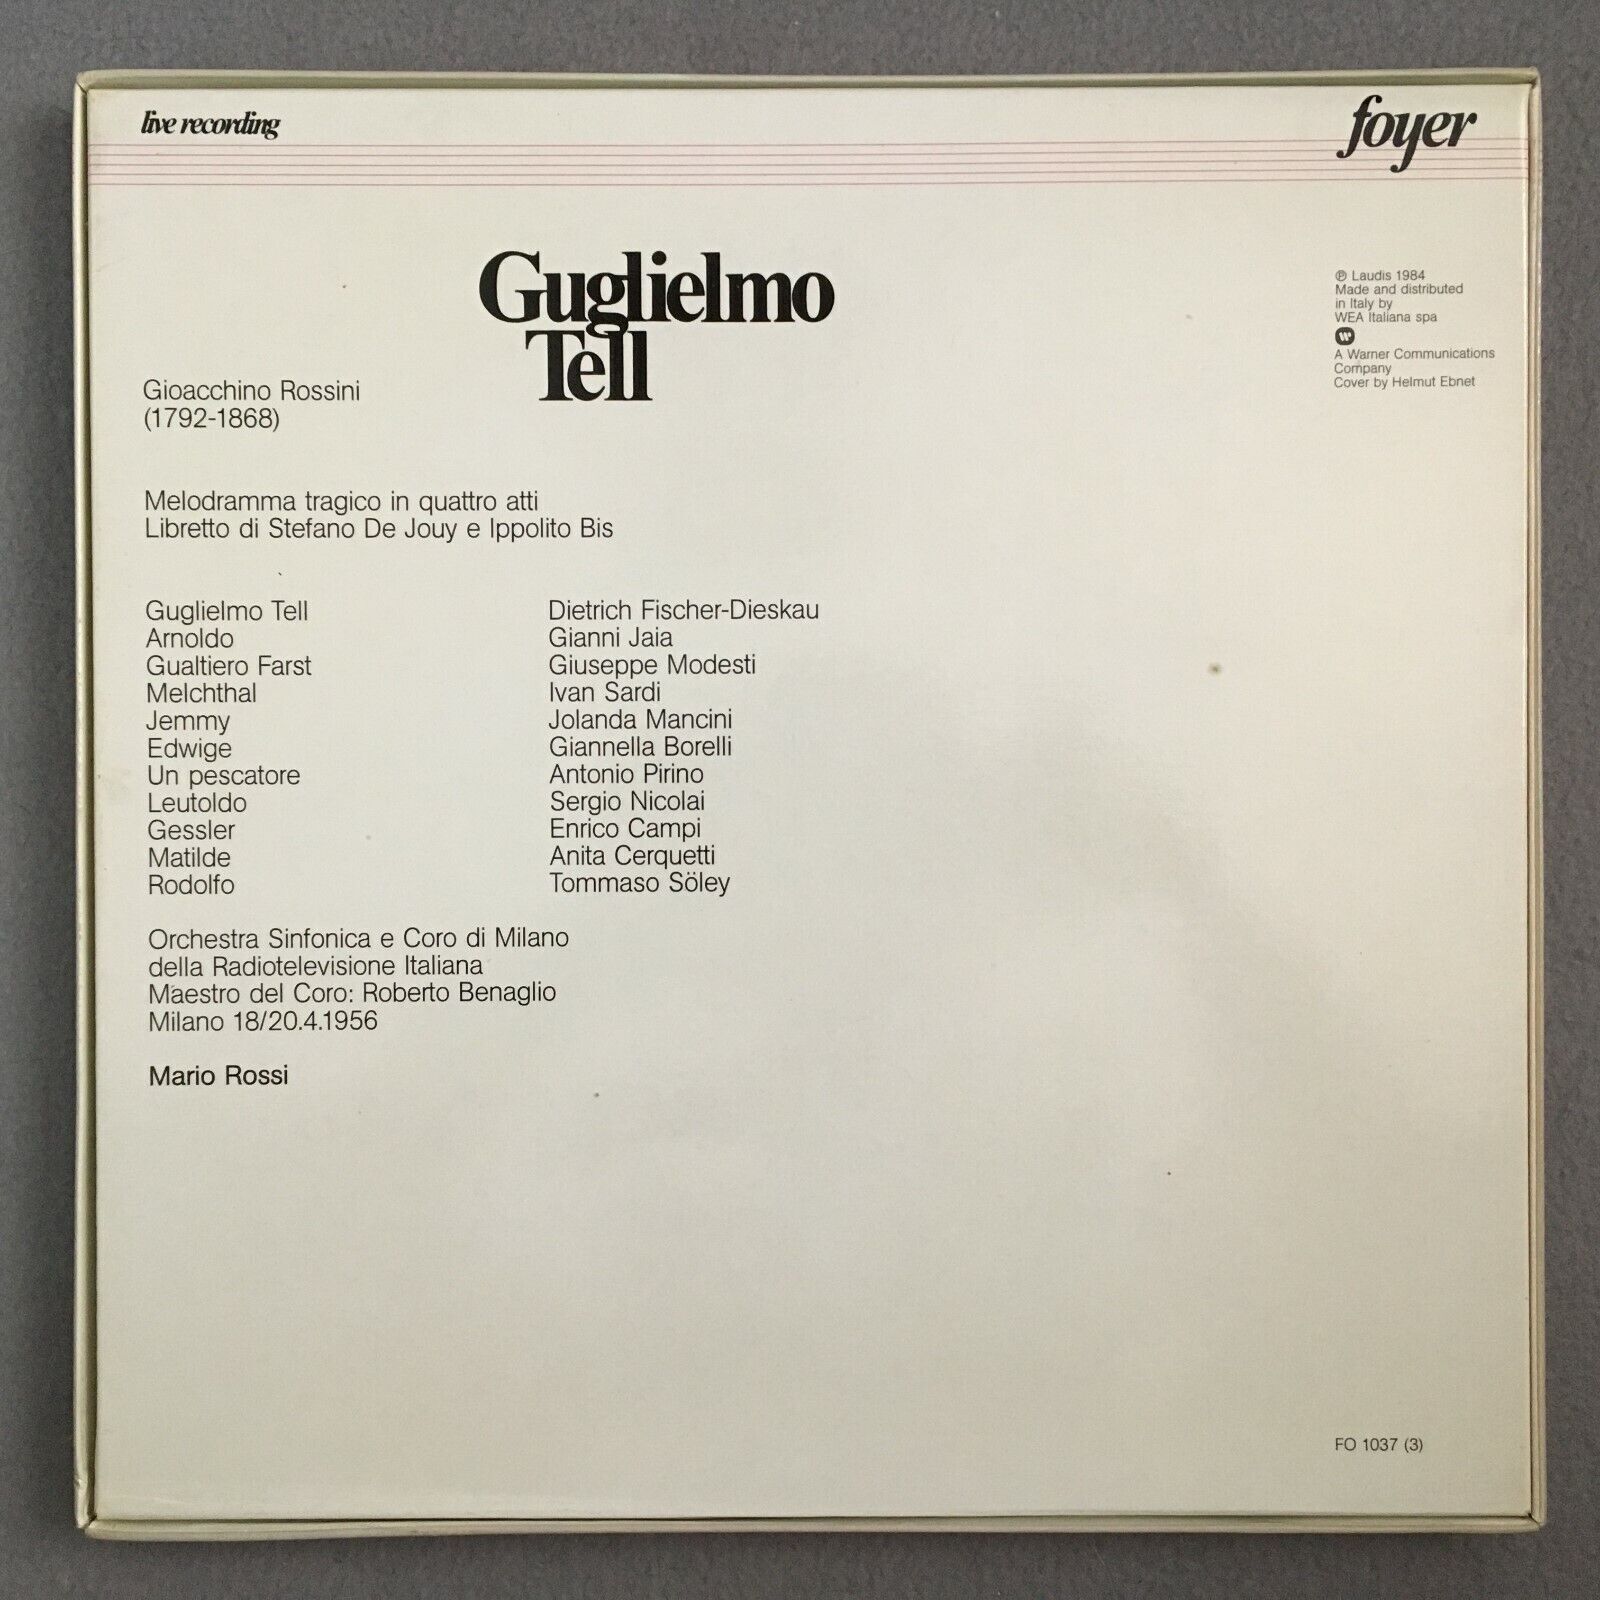 live recording
foyer
Guglielmo
Tell
Gioacchino Rossini
(1792-1868)
℗ Laudis 1984
Made and distributed
in Italy by
WEA Italiana spa
A Warner Communications
Company
Cover by Helmut Ebnet
Melodramma tragico in quattro atti
Libretto di Stefano De Jouy e Ippolito Bis
Guglielmo Tell Dietrich Fischer-Dieskau
Arnoldo Gianni Jaia
Gualtiero Farst Giuseppe Modesti
Melchthal Ivan Sardi
Jemmy Jolanda Mancini
Edwige Giannella Borelli
Un pescatore Antonio Pirino
Leutoldo Sergio Nicolai
Gessler Enrico Campi
Matilde Anita Cerquetti
Rodolfo Tommaso Söley
Orchestra Sinfonica e Coro di Milano
della Radiotelevisione Italiana
Maestro del Coro: Roberto Benaglio
Milano 18/20.4.1956
Mario Rossi
FO 1037 (3)